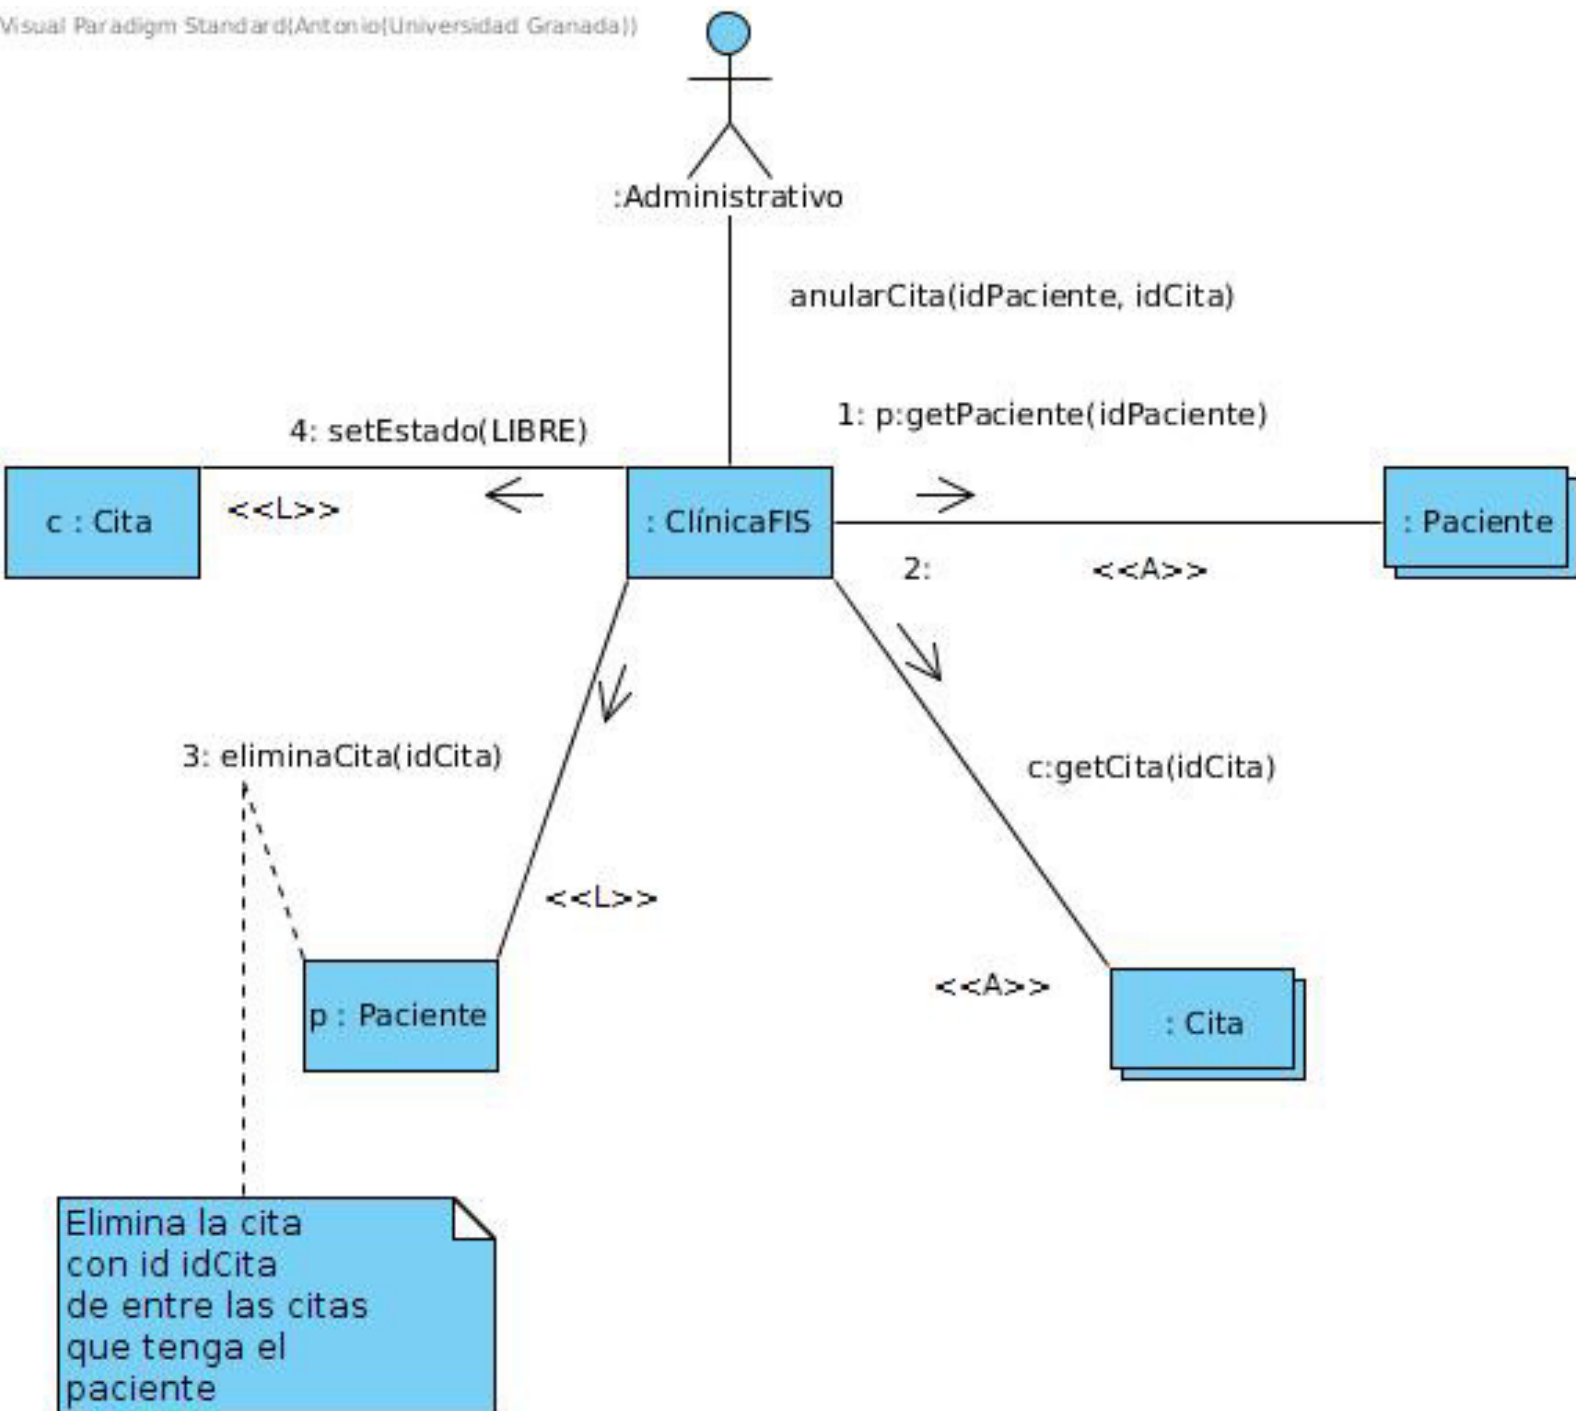 Visual Paradigm Standard(Antonio(Universidad Granada))
:Administrativo
anularCita(idPaciente, idCita)
1: p:getPaciente(idPaciente)
4: setEstado(LIBRE)
c : Cita
<<L>>
: ClínicaFIS
: Paciente
2:
<<A>>
3: eliminaCita(idCita)
c:getCita(idCita)
<<L>>
<<A>>
p : Paciente
: Cita
Elimina la cita
con id idCita
de entre las citas
que tenga el
paciente